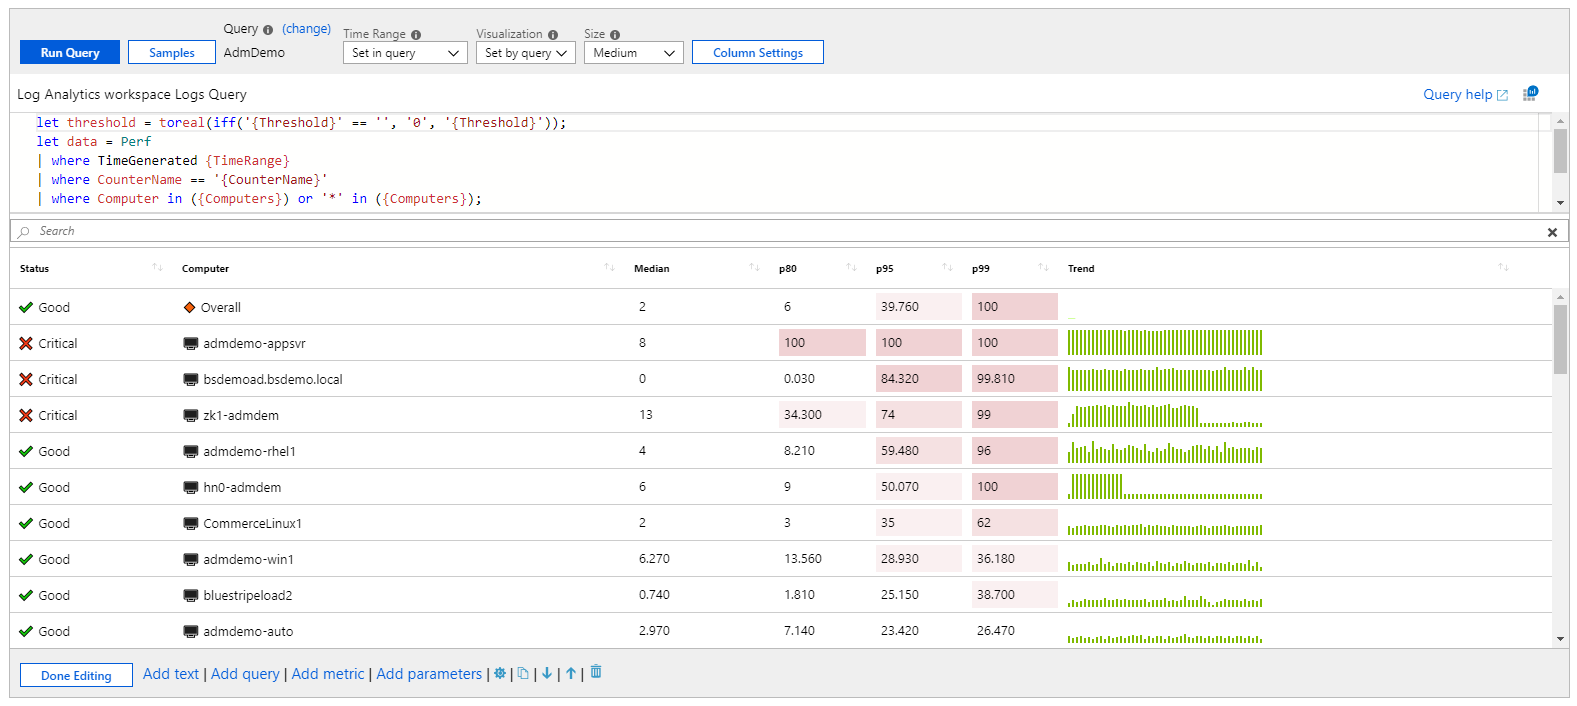 Query (change)
Time Range
Visualization
Size
Run Query
Samples
AdmDemo
Set in query
Set by query
Medium
Column Settings
Log Analytics workspace Logs Query
Query help
let threshold = toreal(iff('{Threshold}' == '', '0', '{Threshold}'));
let data = Perf
| where TimeGenerated {TimeRange}
| where CounterName == '{CounterName}'
| where Computer in ({Computers}) or '*' in ({Computers});
Search
Status Computer Median p80 p95 p99 Trend
Good Overall 2 6 39.760 100
Critical admdemo-appsvr 8 100 100 100
Critical bsdemoad.bsdemo.local 0 0.030 84.320 99.810
Critical zk1-admdem 13 34.300 74 99
Good admdemo-rhel1 4 8.210 59.480 96
Good hn0-admdem 6 9 50.070 100
Good CommerceLinux1 2 3 35 62
Good admdemo-win1 6.270 13.560 28.930 36.180
Good bluestripeload2 0.740 1.810 25.150 38.700
Good admdemo-auto 2.970 7.140 23.420 26.470
Done Editing Add text | Add query | Add metric | Add parameters | | | | |